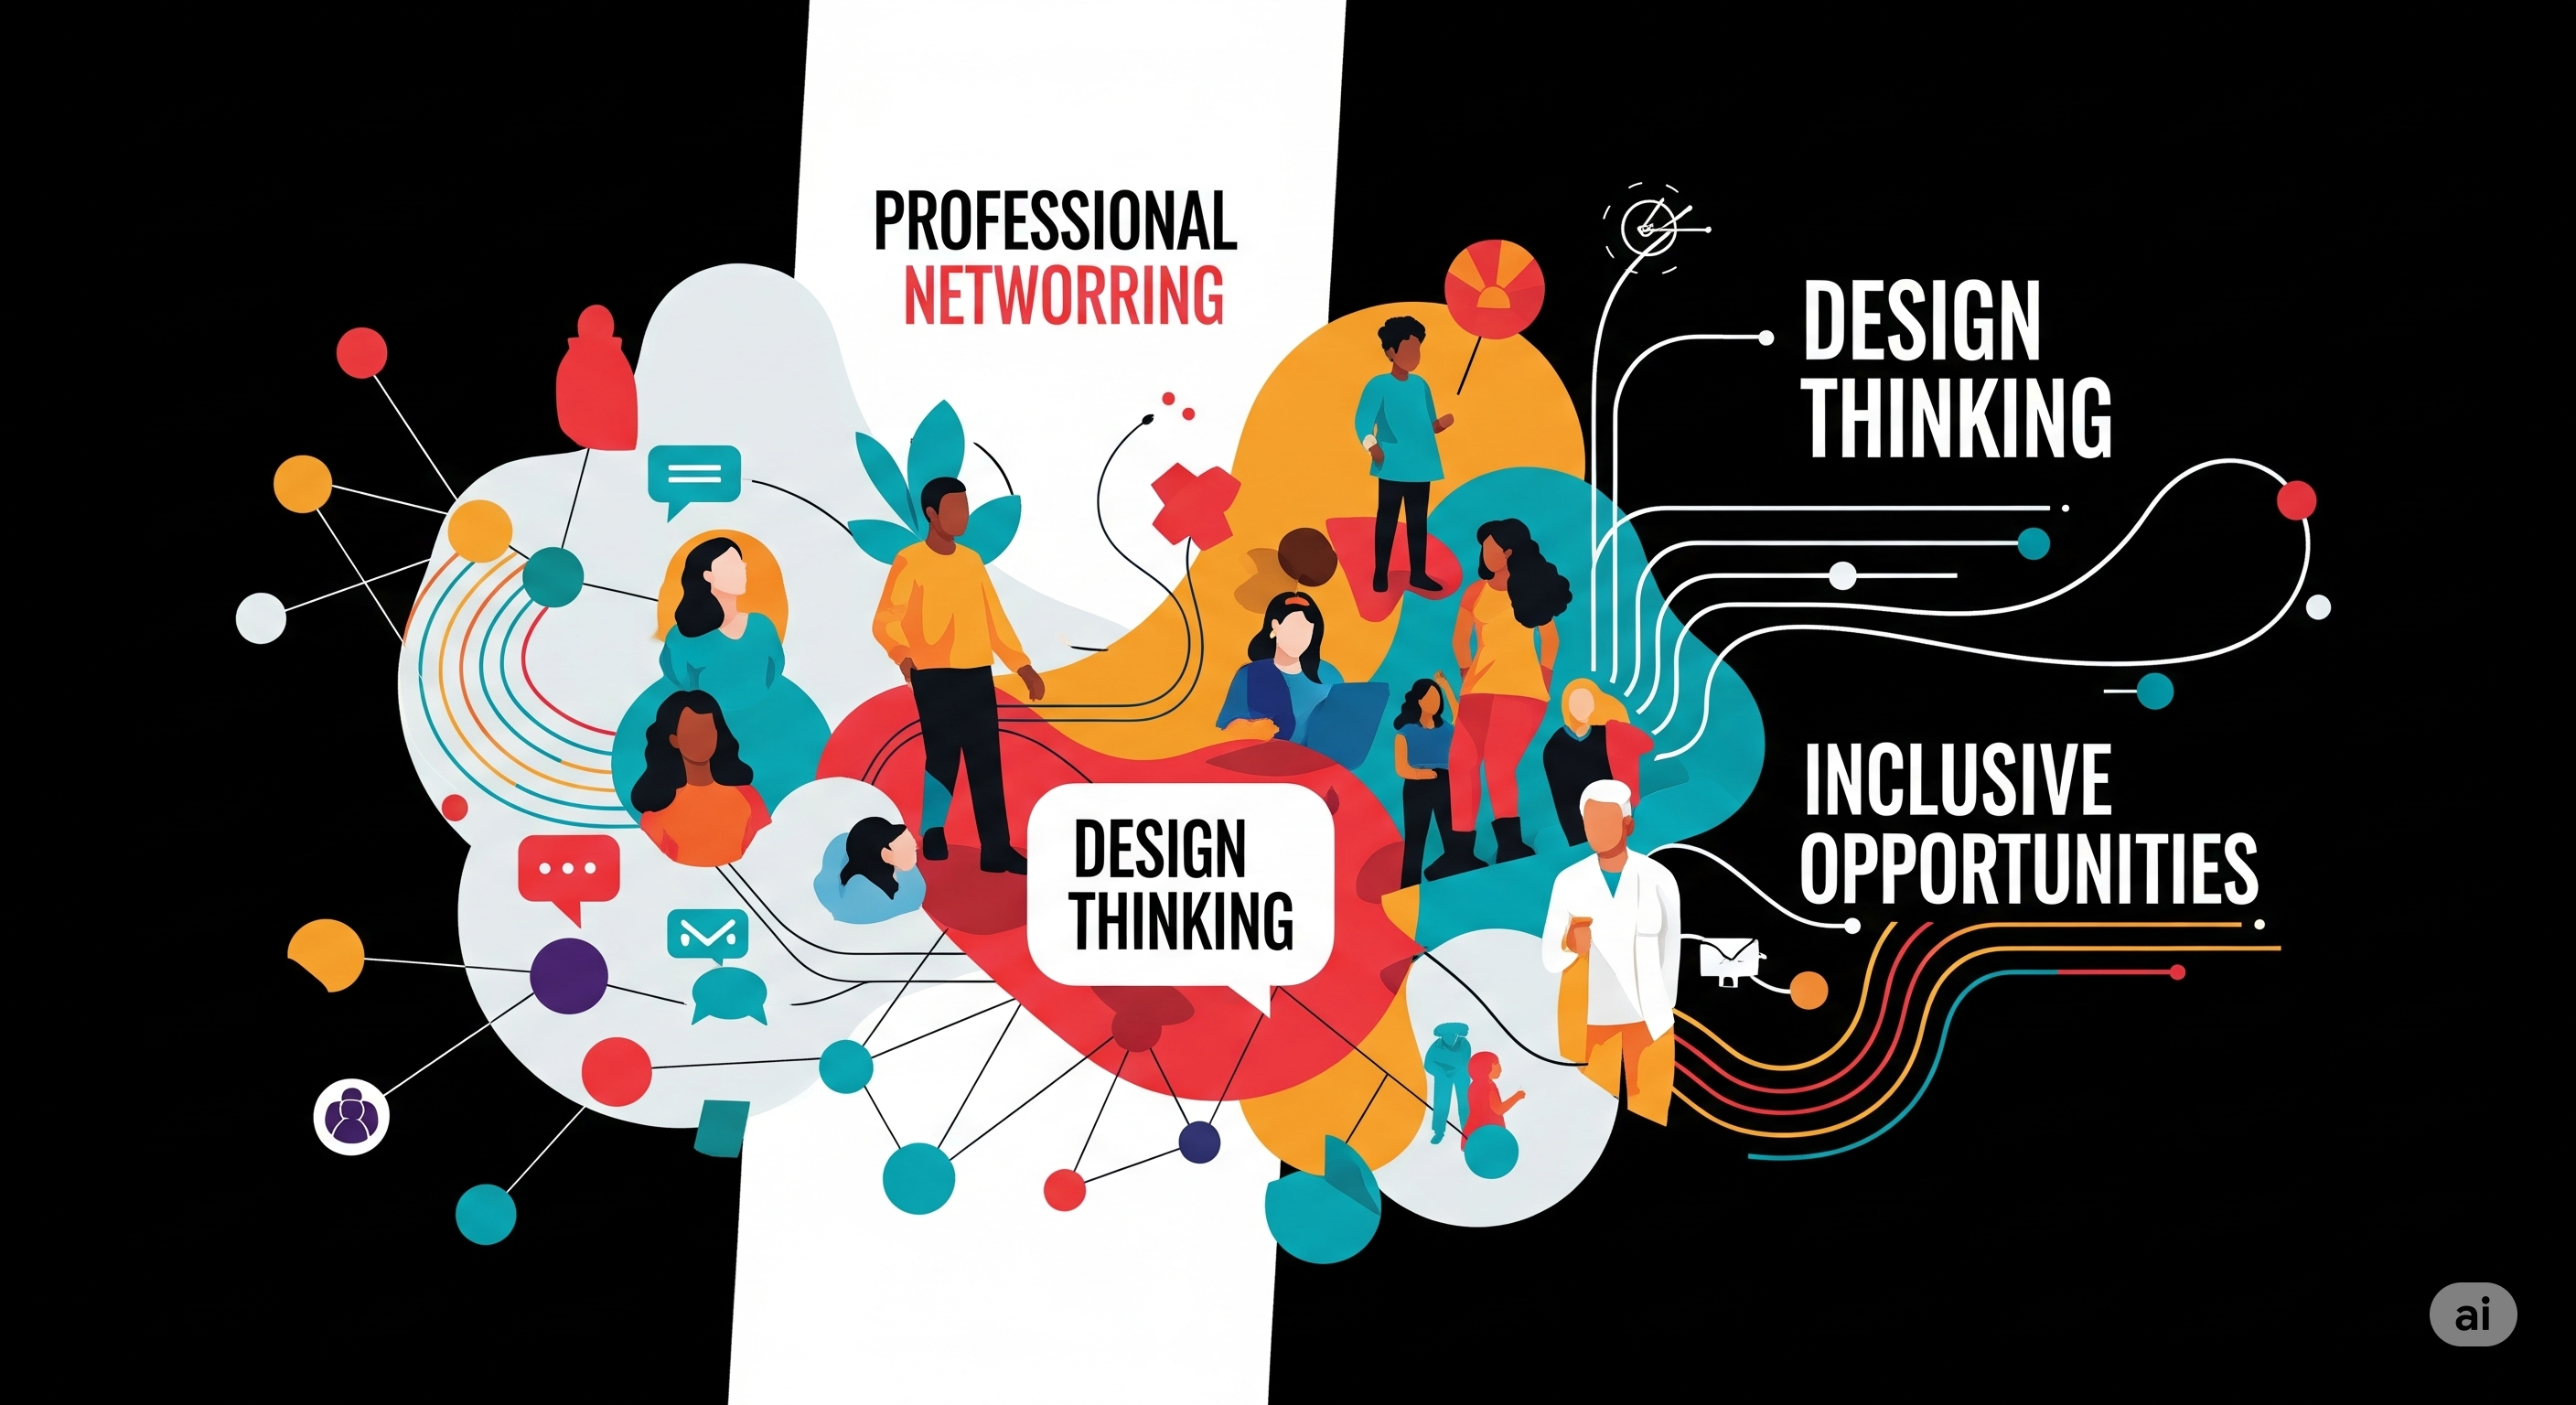 PROFESSIONAL
NETWORRING
DESIGN
THINKING
DESIGN
THINKING
INCLUSIVE
OPPORTUNITIES
ai